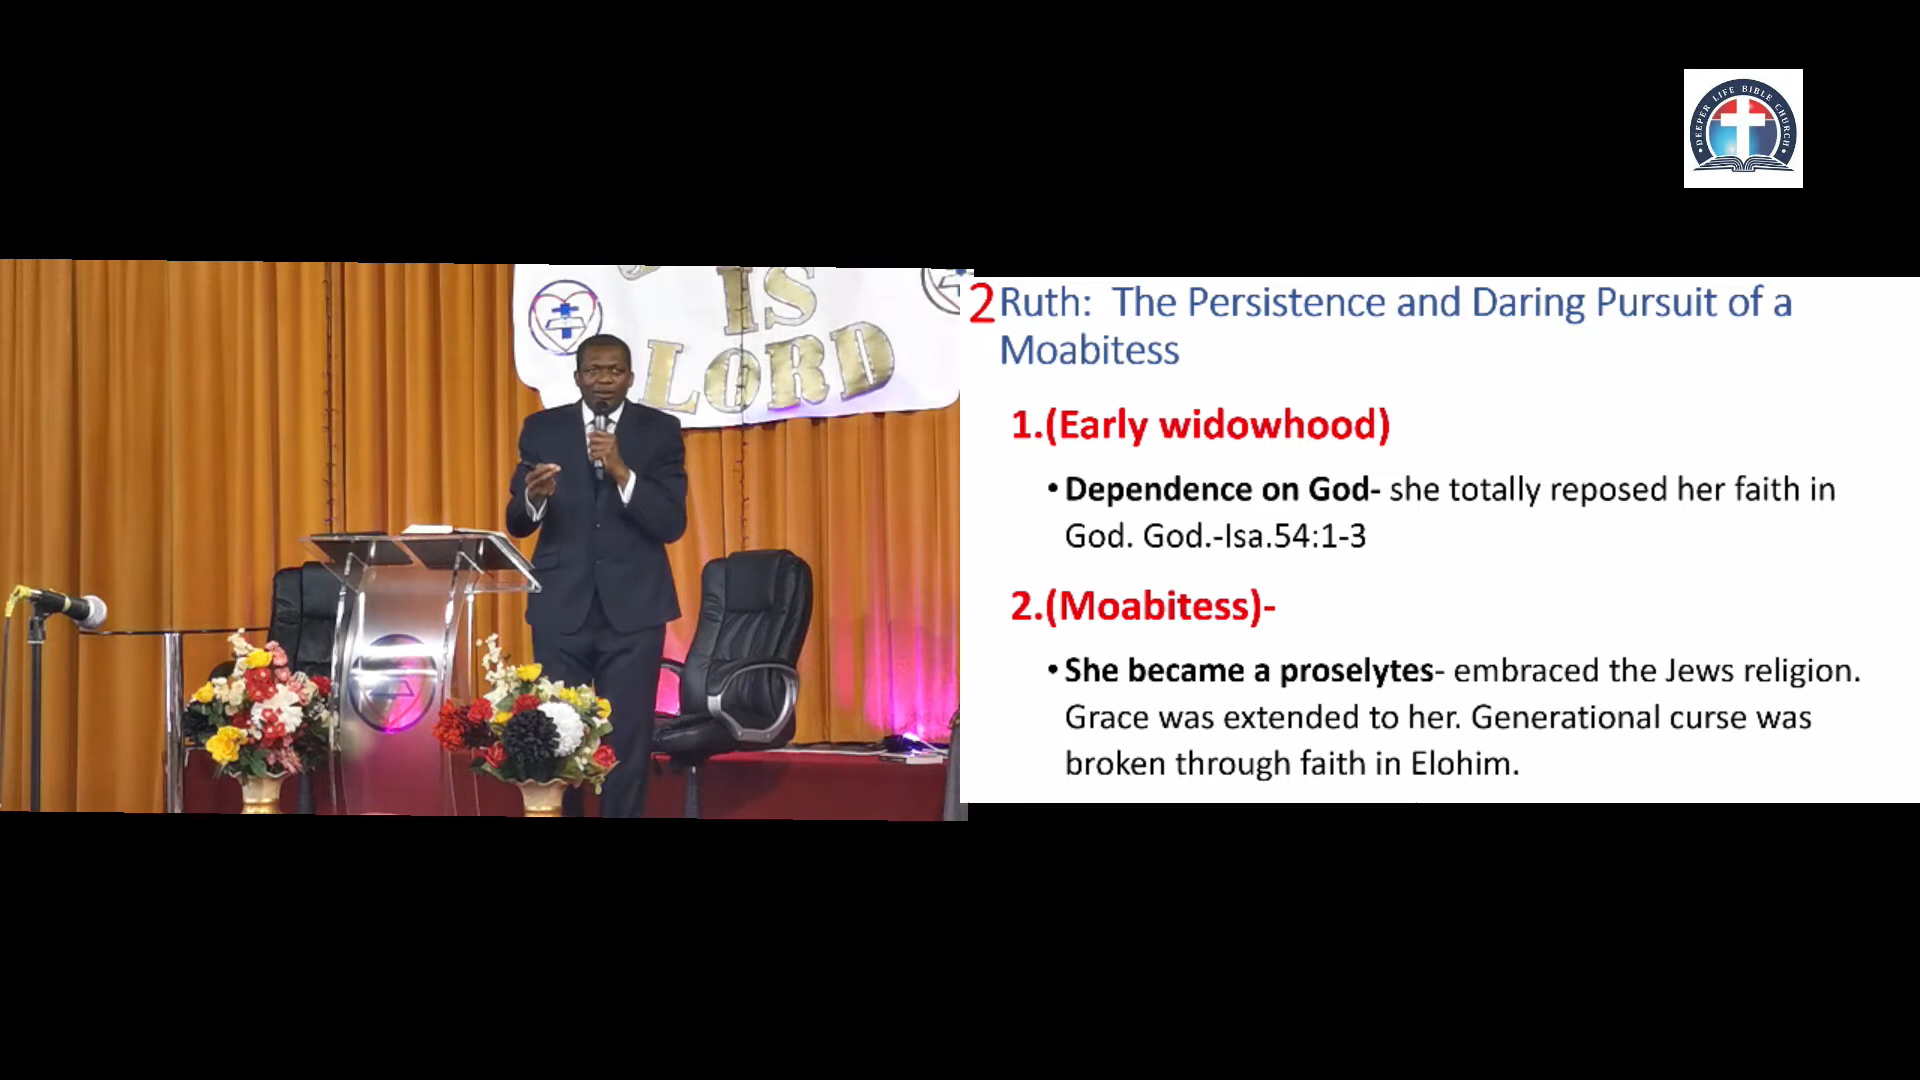 DEEPER LIFE BIBLE CHURCH
IS
LORD
2 Ruth: The Persistence and Daring Pursuit of a
Moabitess
1.(Early widowhood)
• Dependence on God- she totally reposed her faith in
God. God.-Isa.54:1-3
2.(Moabitess)-
• She became a proselytes- embraced the Jews religion.
Grace was extended to her. Generational curse was
broken through faith in Elohim.